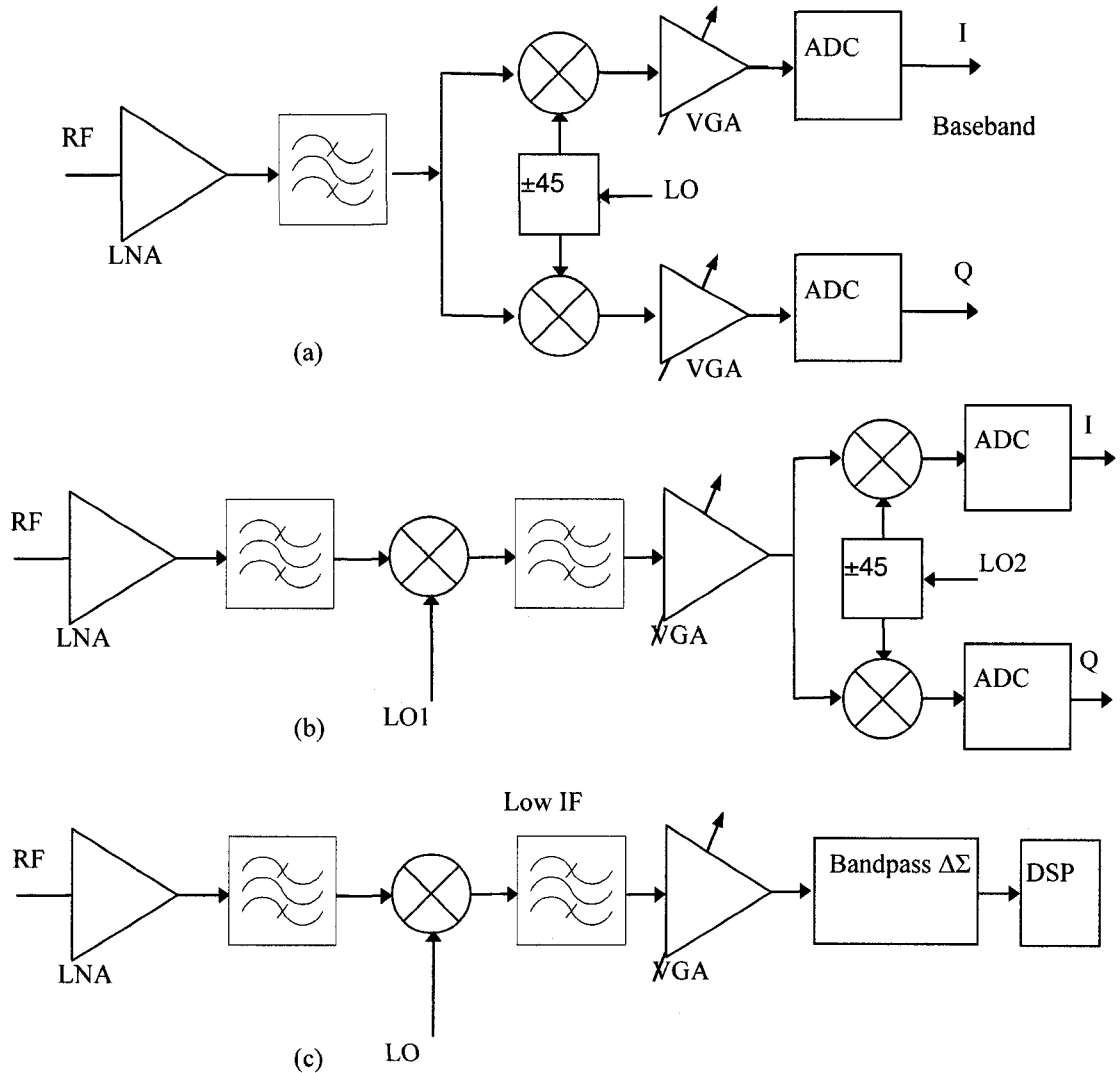 ADC
I
VGA
Baseband
RF
±45
LO
LNA
Q
ADC
VGA
(a)
ADC
I
RF
±45
LO2
VGA
LNA
Q
ADC
LO1
(b)
Low IF
RF
Bandpass ΔΣ
DSP
VGA
LNA
LO
(c)